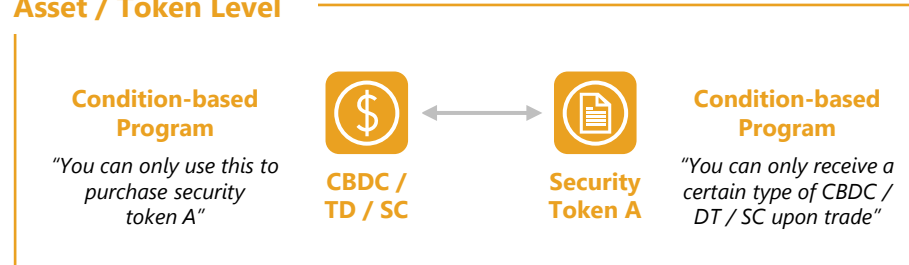 Asset / Token Level
Condition-based
Program
"You can only use this to
purchase security
token A"
$
CBDC /
TD / SC
Security
Token A
Condition-based
Program
"You can only receive a
certain type of CBDC /
DT / SC upon trade"